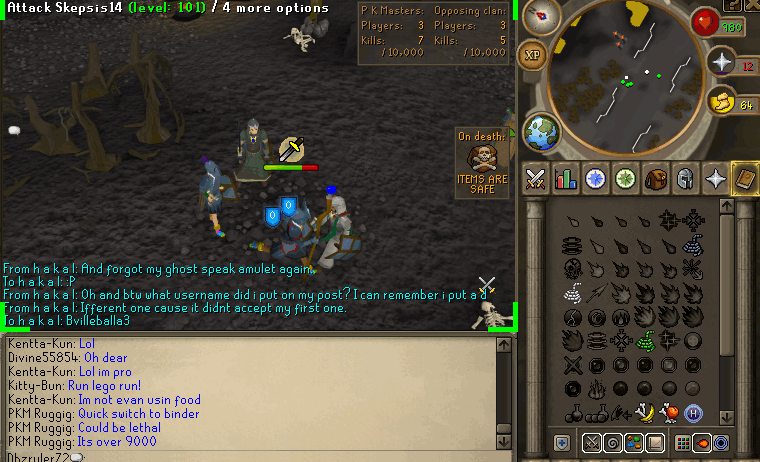 Attack Skepsis14 (level: 101) / 4 more options
P K Masters: Opposing clan:
Players: 3 Players: 3
Kills: 7 Kills: 5
/10,000 /10,000
On death:
ITEMS ARE
SAFE
0 0
From h a k a l: And forgot my ghost speak amulet again.
To h a k a l: :P
From h a k a l: Oh and btw what username did i put on my post? I can remember i put a d
From h a k a l: Ifferent one cause it didnt accept my first one.
To h a k a l: Bvilleballa3
Kentta-Kun: Lol
Divine55854: Oh dear
Kentta-Kun: Lol im pro
Kitty-Bun: Run lego run!
Kentta-Kun: Im not evan usin food
PKM Ruggig: Quick switch to binder
PKM Ruggig: Could be lethal
PKM Ruggig: Its over 9000
Dbzruler72:
XP
12
64
H